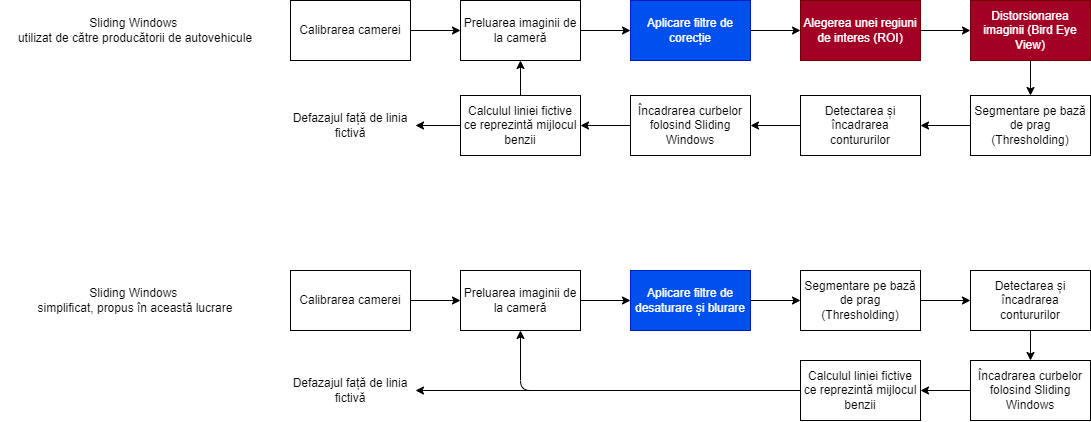 Sliding Windows
utilizat de către producătorii de autovehicule
Calibrarea camerei
Preluarea imaginii de
la cameră
Aplicare filtre de
corecție
Alegerea unei regiuni
de interes (ROI)
Distorsionarea
imaginii (Bird Eye
View)
Segmentare pe bază
de prag
(Thresholding)
Detectarea și
încadrarea
contururilor
Încadrarea curbelor
folosind Sliding
Windows
Calculul liniei fictive
ce reprezintă mijlocul
benzii
Defazajul față de linia
fictivă
Sliding Windows
simplificat, propus în această lucrare
Calibrarea camerei
Preluarea imaginii de
la cameră
Aplicare filtre de
desaturare și blurare
Segmentare pe bază
de prag
(Thresholding)
Detectarea și
încadrarea
contururilor
Încadrarea curbelor
folosind Sliding
Windows
Calculul liniei fictive
ce reprezintă mijlocul
benzii
Defazajul față de linia
fictivă